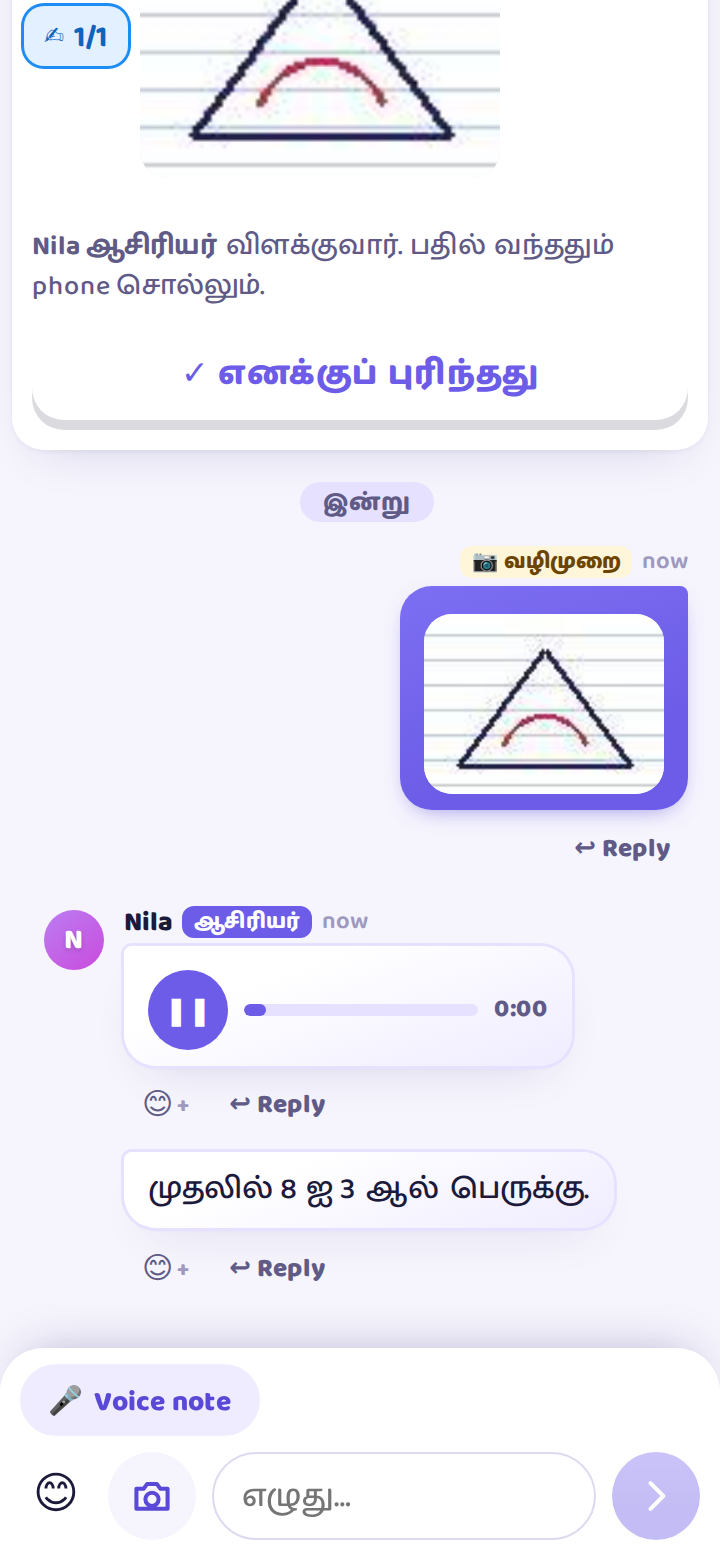 ✍ 1/1
Nila ஆசிரியர் விளக்குவார். பதில் வந்ததும்
phone சொல்லும்.
✓ எனக்குப் புரிந்தது
இன்று
📷 வழிமுறை now
↩ Reply
N
Nila ஆசிரியர் now
0:00
😊 + ↩ Reply
முதலில் 8 ஐ 3 ஆல் பெருக்கு.
😊 + ↩ Reply
🎤 Voice note
எழுது...